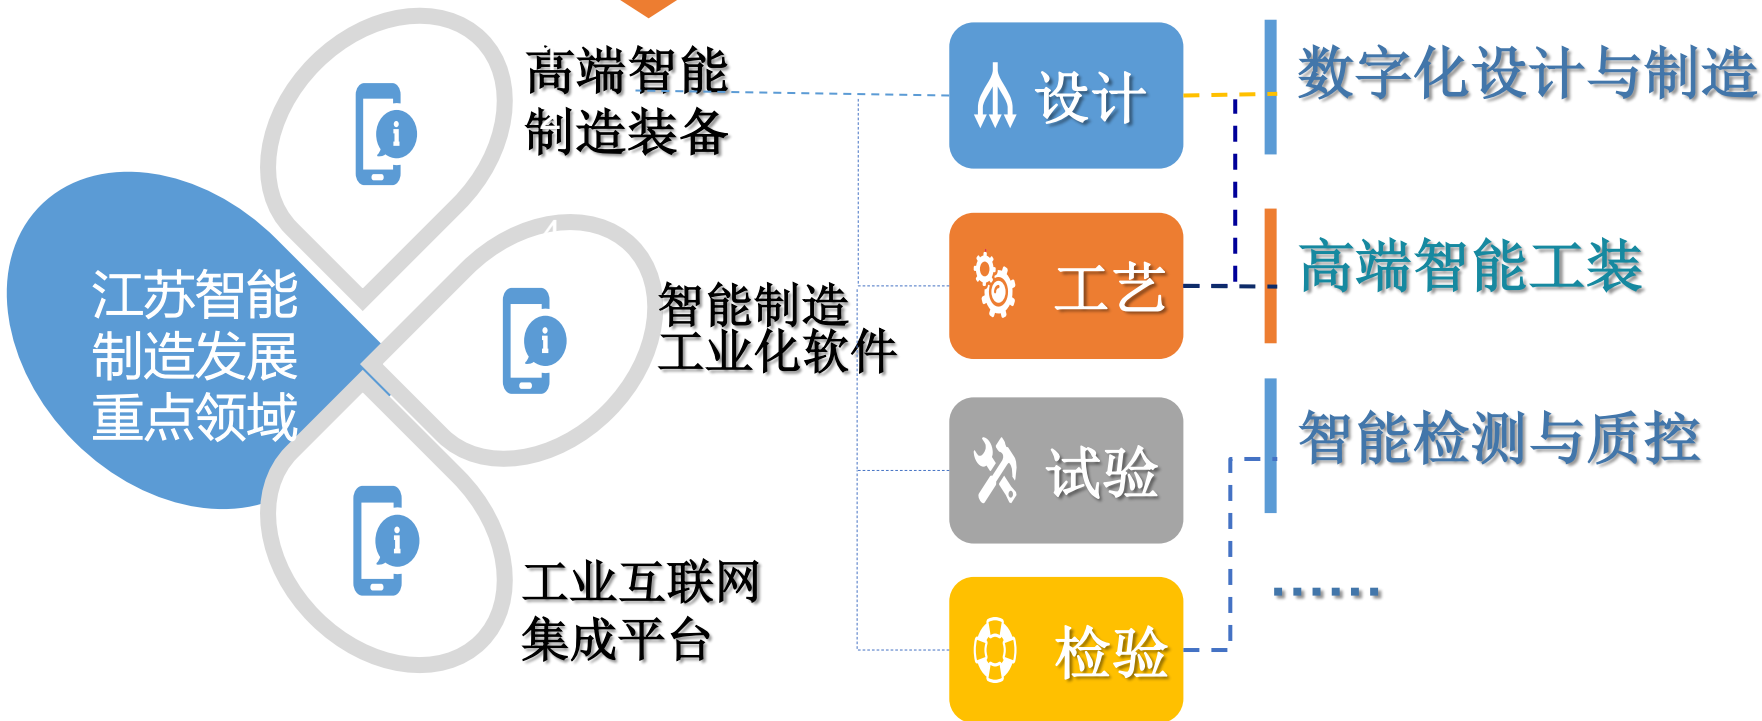 江苏智能
制造发展
重点领域
高端智能
制造装备
4
智能制造
工业化软件
工业互联网
集成平台
设计
工艺
试验
检验
数字化设计与制造
高端智能工装
智能检测与质控
……